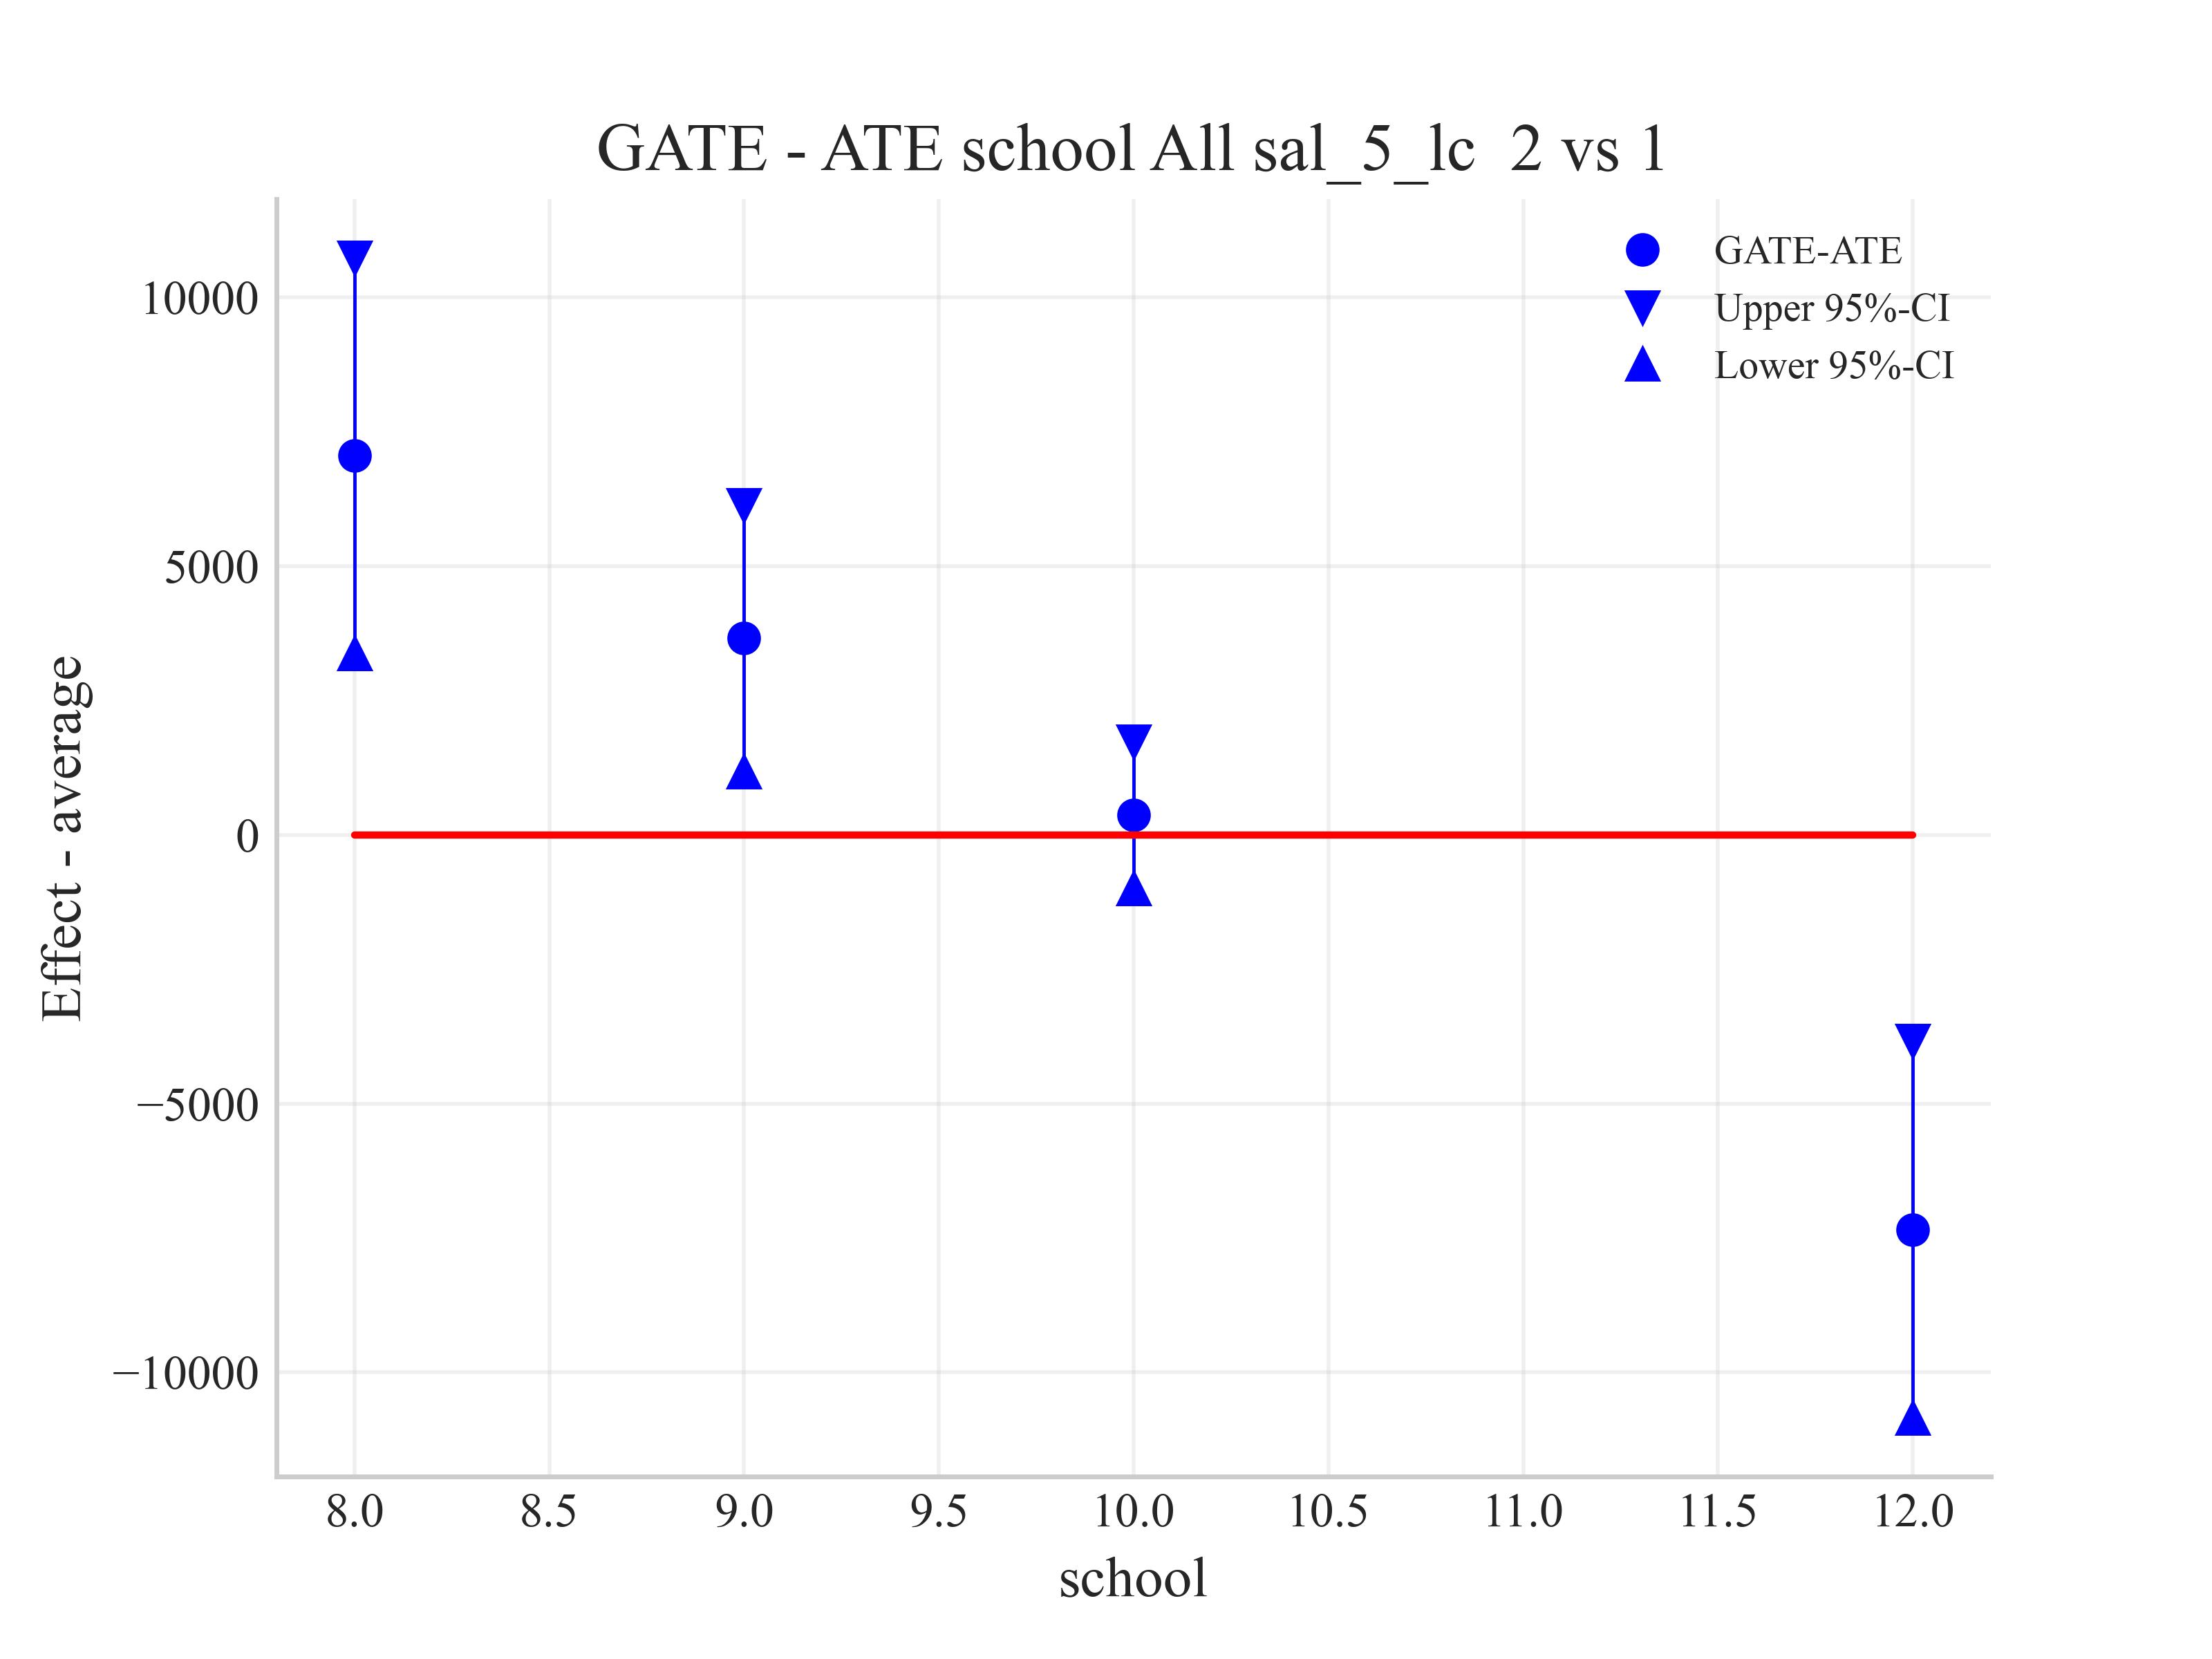 GATE - ATE school All sal_5_lc  2 vs 1
GATE-ATE
Upper 95%-CI
Lower 95%-CI
10000
5000
0
−5000
−10000
Effect - average
8.0 8.5 9.0 9.5 10.0 10.5 11.0 11.5 12.0
school